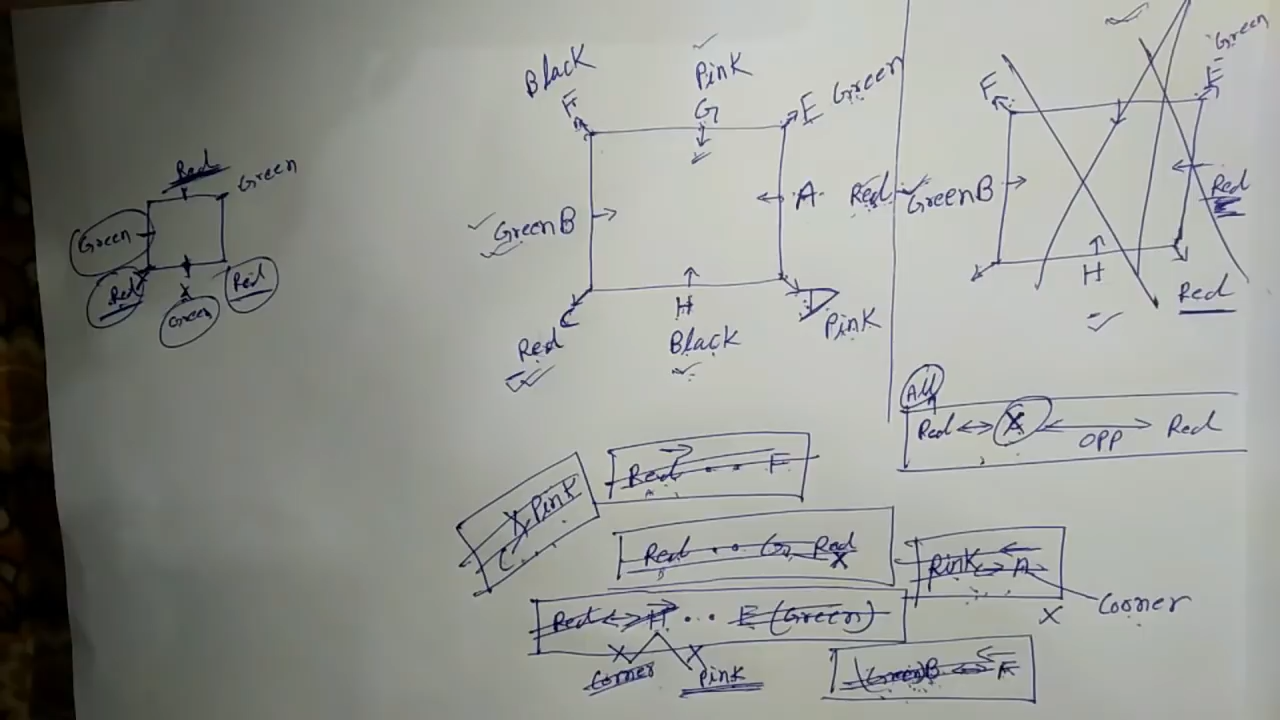 Red
Green
Green
Red
X
Green
Red
Black
F
Pink
G
E Green
Green B
A
Red
H
Black
C
Red
Pink
F
Green
E
Green B
Red
H
Red
All
Red ↔ X ↔ Red
OPP
Red . . F
X Pink
C . . .
Red . . G Red
X
Pink ↔ A
X
Corner
Red ↔ H . . . E (Green)
X X
Corner Pink
(Green) B F